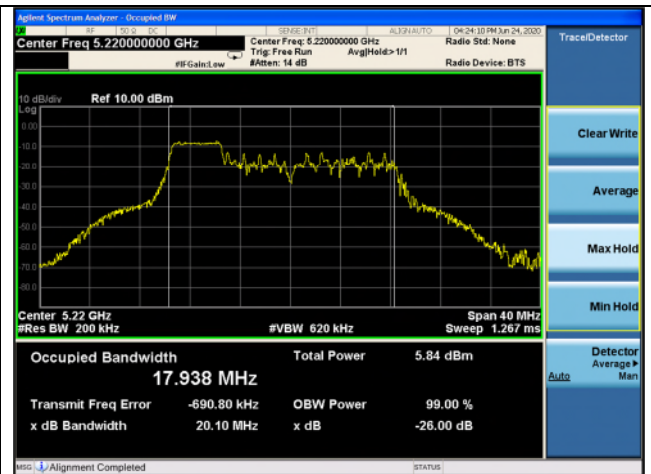 Agilent Spectrum Analyzer - Occupied BW
RF 50 Ω DC SENSE:INT ALIGN AUTO 04:24:10 PM Jun 24, 2020
Center Freq 5.220000000 GHz Center Freq: 5.220000000 GHz Radio Std: None Trace/Detector
Trig: Free Run Avg|Hold:>1/1
#IFGain:Low #Atten: 14 dB Radio Device: BTS
10 dB/div Ref 10.00 dBm
Log
0.00
-10.0
-20.0
-30.0
-40.0
-50.0
-60.0
-70.0
-80.0
Clear Write
Average
Max Hold
Min Hold
Center 5.22 GHz Span 40 MHz
#Res BW 200 kHz #VBW 620 kHz Sweep 1.267 ms
Occupied Bandwidth Total Power 5.84 dBm
17.938 MHz
Transmit Freq Error -690.80 kHz OBW Power 99.00 %
x dB Bandwidth 20.10 MHz x dB -26.00 dB
Detector
Average▶
Auto Man
MSG Alignment Completed STATUS